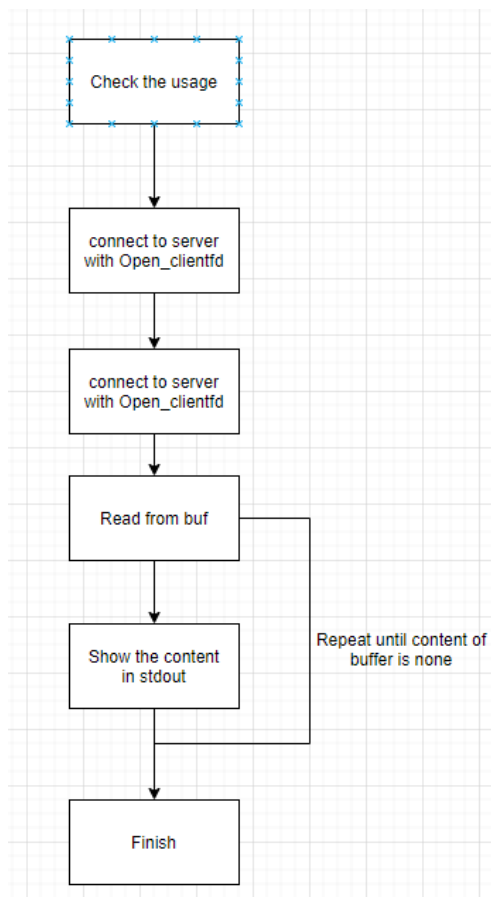 Check the usage
connect to server
with Open_clientfd
connect to server
with Open_clientfd
Read from buf
Show the content
in stdout
Repeat until content of
buffer is none
Finish